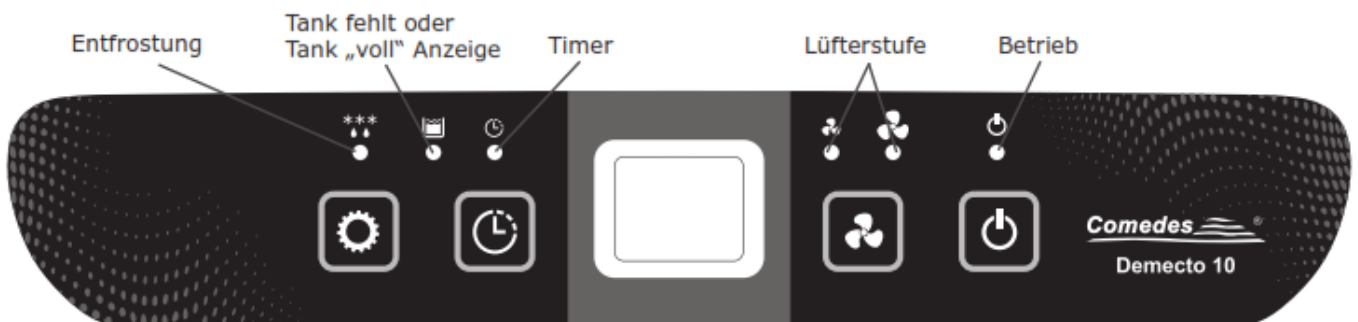 Entfrostung
Tank fehlt oder
Tank „voll" Anzeige
Timer
Lüfterstufe
Betrieb
Comedes ®
Demecto 10